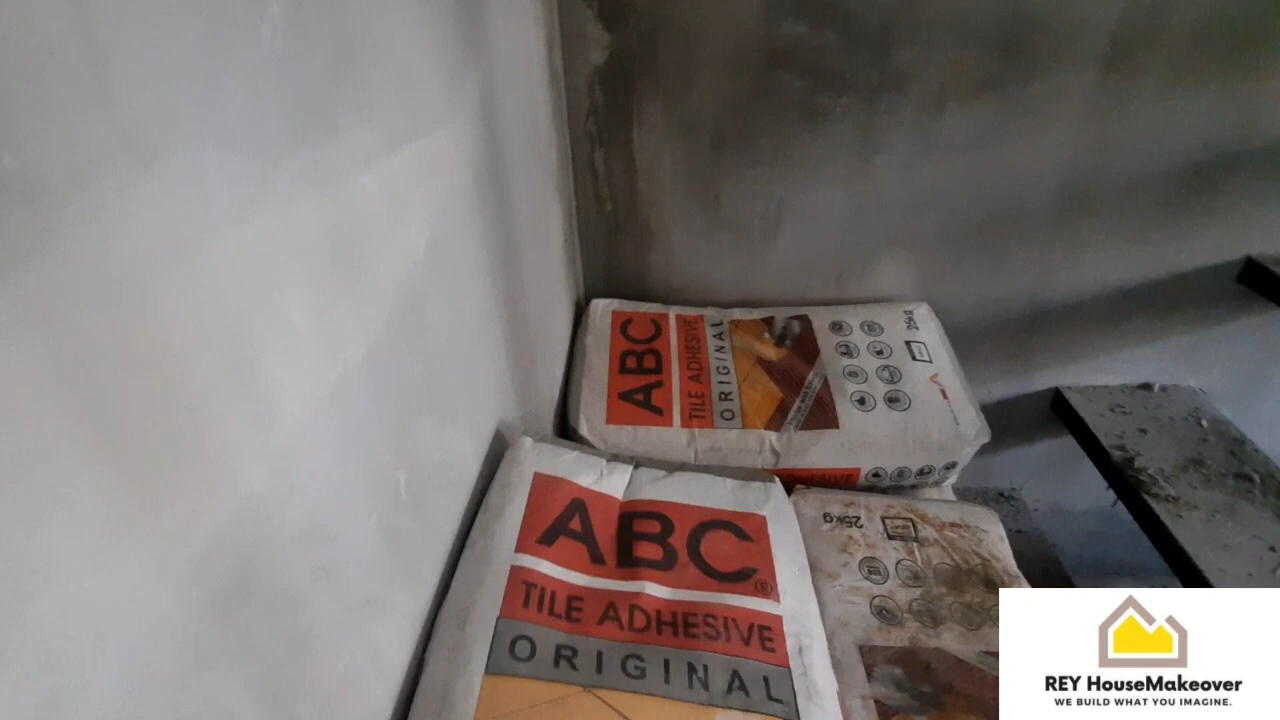 ABC
TILE ADHESIVE
ORIGINAL
25kg
ABC®
TILE ADHESIVE
ORIGINAL
25kg
REY HouseMakeover
WE BUILD WHAT YOU IMAGINE.